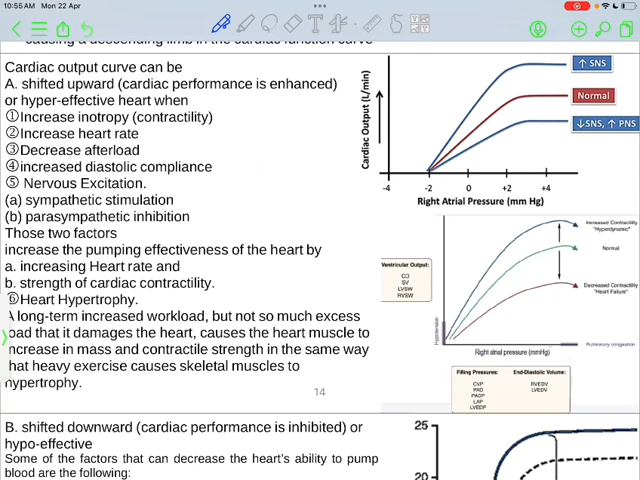 10:55 AM Mon 22 Apr
causing a descending limb in the cardiac function curve
Cardiac output curve can be
A. shifted upward (cardiac performance is enhanced)
or hyper-effective heart when
①Increase inotropy (contractility)
②Increase heart rate
③Decrease afterload
④increased diastolic compliance
⑤ Nervous Excitation.
(a) sympathetic stimulation
(b) parasympathetic inhibition
Those two factors
increase the pumping effectiveness of the heart by
a. increasing Heart rate and
b. strength of cardiac contractility.
⑥Heart Hypertrophy.
A long-term increased workload, but not so much excess
oad that it damages the heart, causes the heart muscle to
ncrease in mass and contractile strength in the same way
hat heavy exercise causes skeletal muscles to
hypertrophy.
14
Cardiac Output (L/min)
↑ SNS
Normal
↓SNS, ↑ PNS
-4 -2 0 +2 +4
Right Atrial Pressure (mm Hg)
Increased Contractility
"Hyperdynamic"
Normal
Decreased Contractility
"Heart Failure"
Ventricular Output:
CO
SV
LVSW
RVSW
Hypotension
Pulmonary congestion
Right atrial pressure (mmHg)
Filling Pressures:
CVP
PAD
PAOP
LAP
LVEDP
End-Diastolic Volume:
RVEDV
LVEDV
B. shifted downward (cardiac performance is inhibited) or
hypo-effective
Some of the factors that can decrease the heart's ability to pump
blood are the following:
25
20